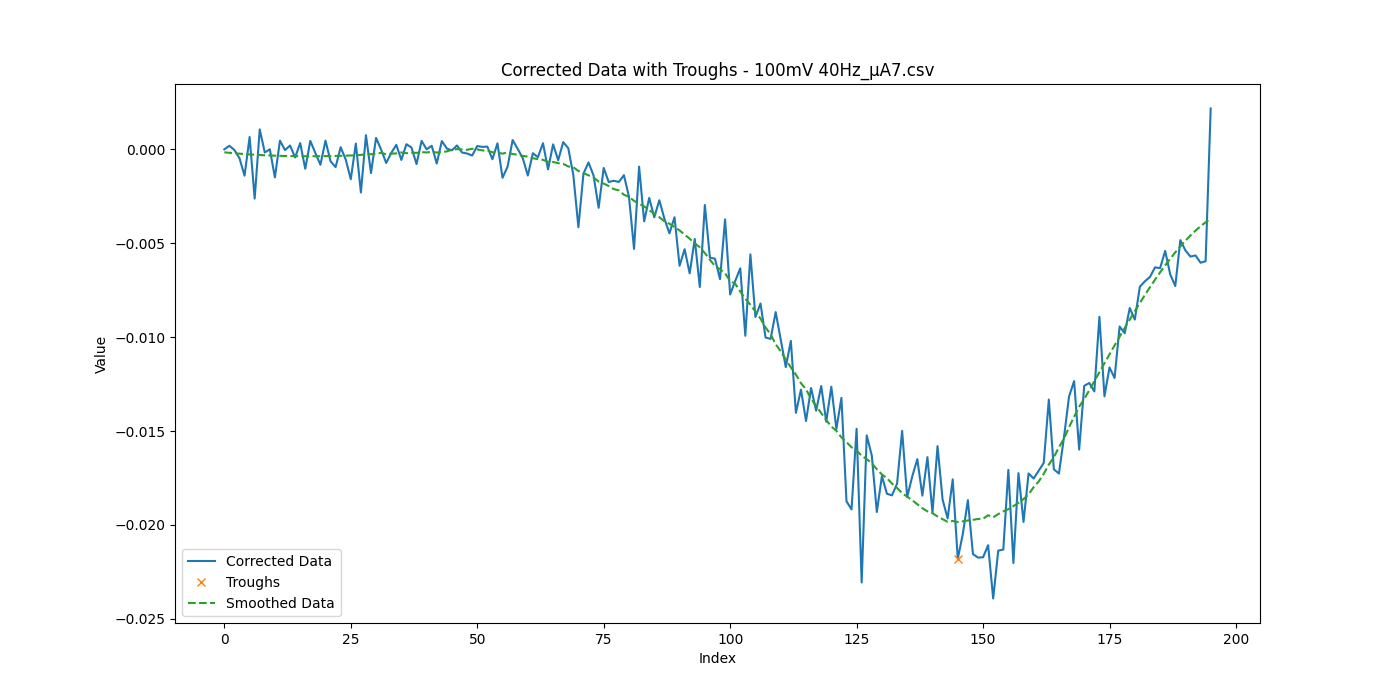 Corrected Data with Troughs - 100mV 40Hz_μA7.csv
Value
0.000
−0.005
−0.010
−0.015
−0.020
−0.025
Corrected Data
Troughs
Smoothed Data
0 25 50 75 100 125 150 175 200
Index